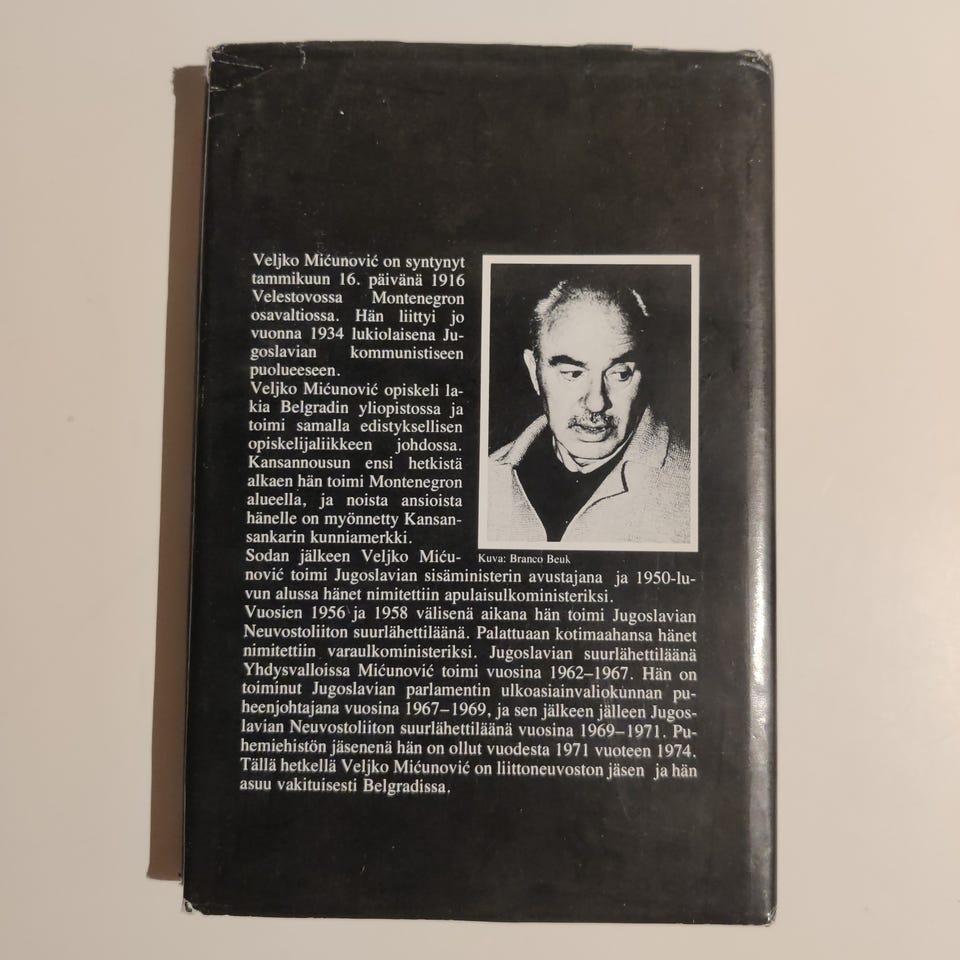 Veljko Mićunović on syntynyt
tammikuun 16. päivänä 1916
Velestovossa Montenegron
osavaltiossa. Hän liittyi jo
vuonna 1934 lukiolaisena Ju-
goslavian kommunistiseen
puolueeseen.
Veljko Mićunović opiskeli la-
kia Belgradin yliopistossa ja
toimi samalla edistyksellisen
opiskelijaliikkeen johdossa.
Kansannousun ensi hetkistä
alkaen hän toimi Montenegron
alueella, ja noista ansioista
hänelle on myönnetty Kansan-
sankarin kunniamerkki.
Sodan jälkeen Veljko Miću-
nović toimi Jugoslavian sisäministerin avustajana ja 1950-lu-
vun alussa hänet nimitettiin apulaisulkoministeriksi.
Vuosien 1956 ja 1958 välisenä aikana hän toimi Jugoslavian
Neuvostoliiton suurlähettiläänä. Palattuaan kotimaahansa hänet
nimitettiin varaulkoministeriksi. Jugoslavian suurlähettiläänä
Yhdysvalloissa Mićunović toimi vuosina 1962–1967. Hän on
toiminut Jugoslavian parlamentin ulkoasiainvaliokunnan pu-
heenjohtajana vuosina 1967–1969, ja sen jälkeen jälleen Jugos-
lavian Neuvostoliiton suurlähettiläänä vuosina 1969–1971. Pu-
hemiehistön jäsenenä hän on ollut vuodesta 1971 vuoteen 1974.
Tällä hetkellä Veljko Mićunović on liittoneuvoston jäsen ja hän
asuu vakituisesti Belgradissa.
Kuva: Branco Beuk